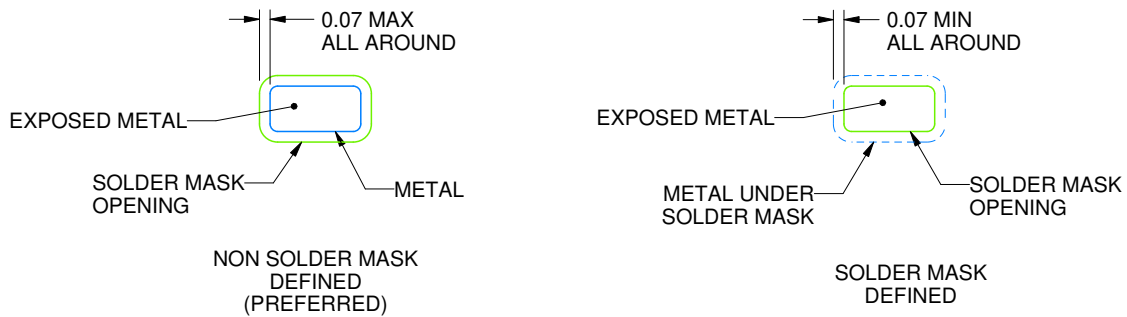 0.07 MAX
ALL AROUND
EXPOSED METAL
SOLDER MASK
OPENING
METAL
NON SOLDER MASK
DEFINED
(PREFERRED)
0.07 MIN
ALL AROUND
EXPOSED METAL
METAL UNDER
SOLDER MASK
SOLDER MASK
OPENING
SOLDER MASK
DEFINED